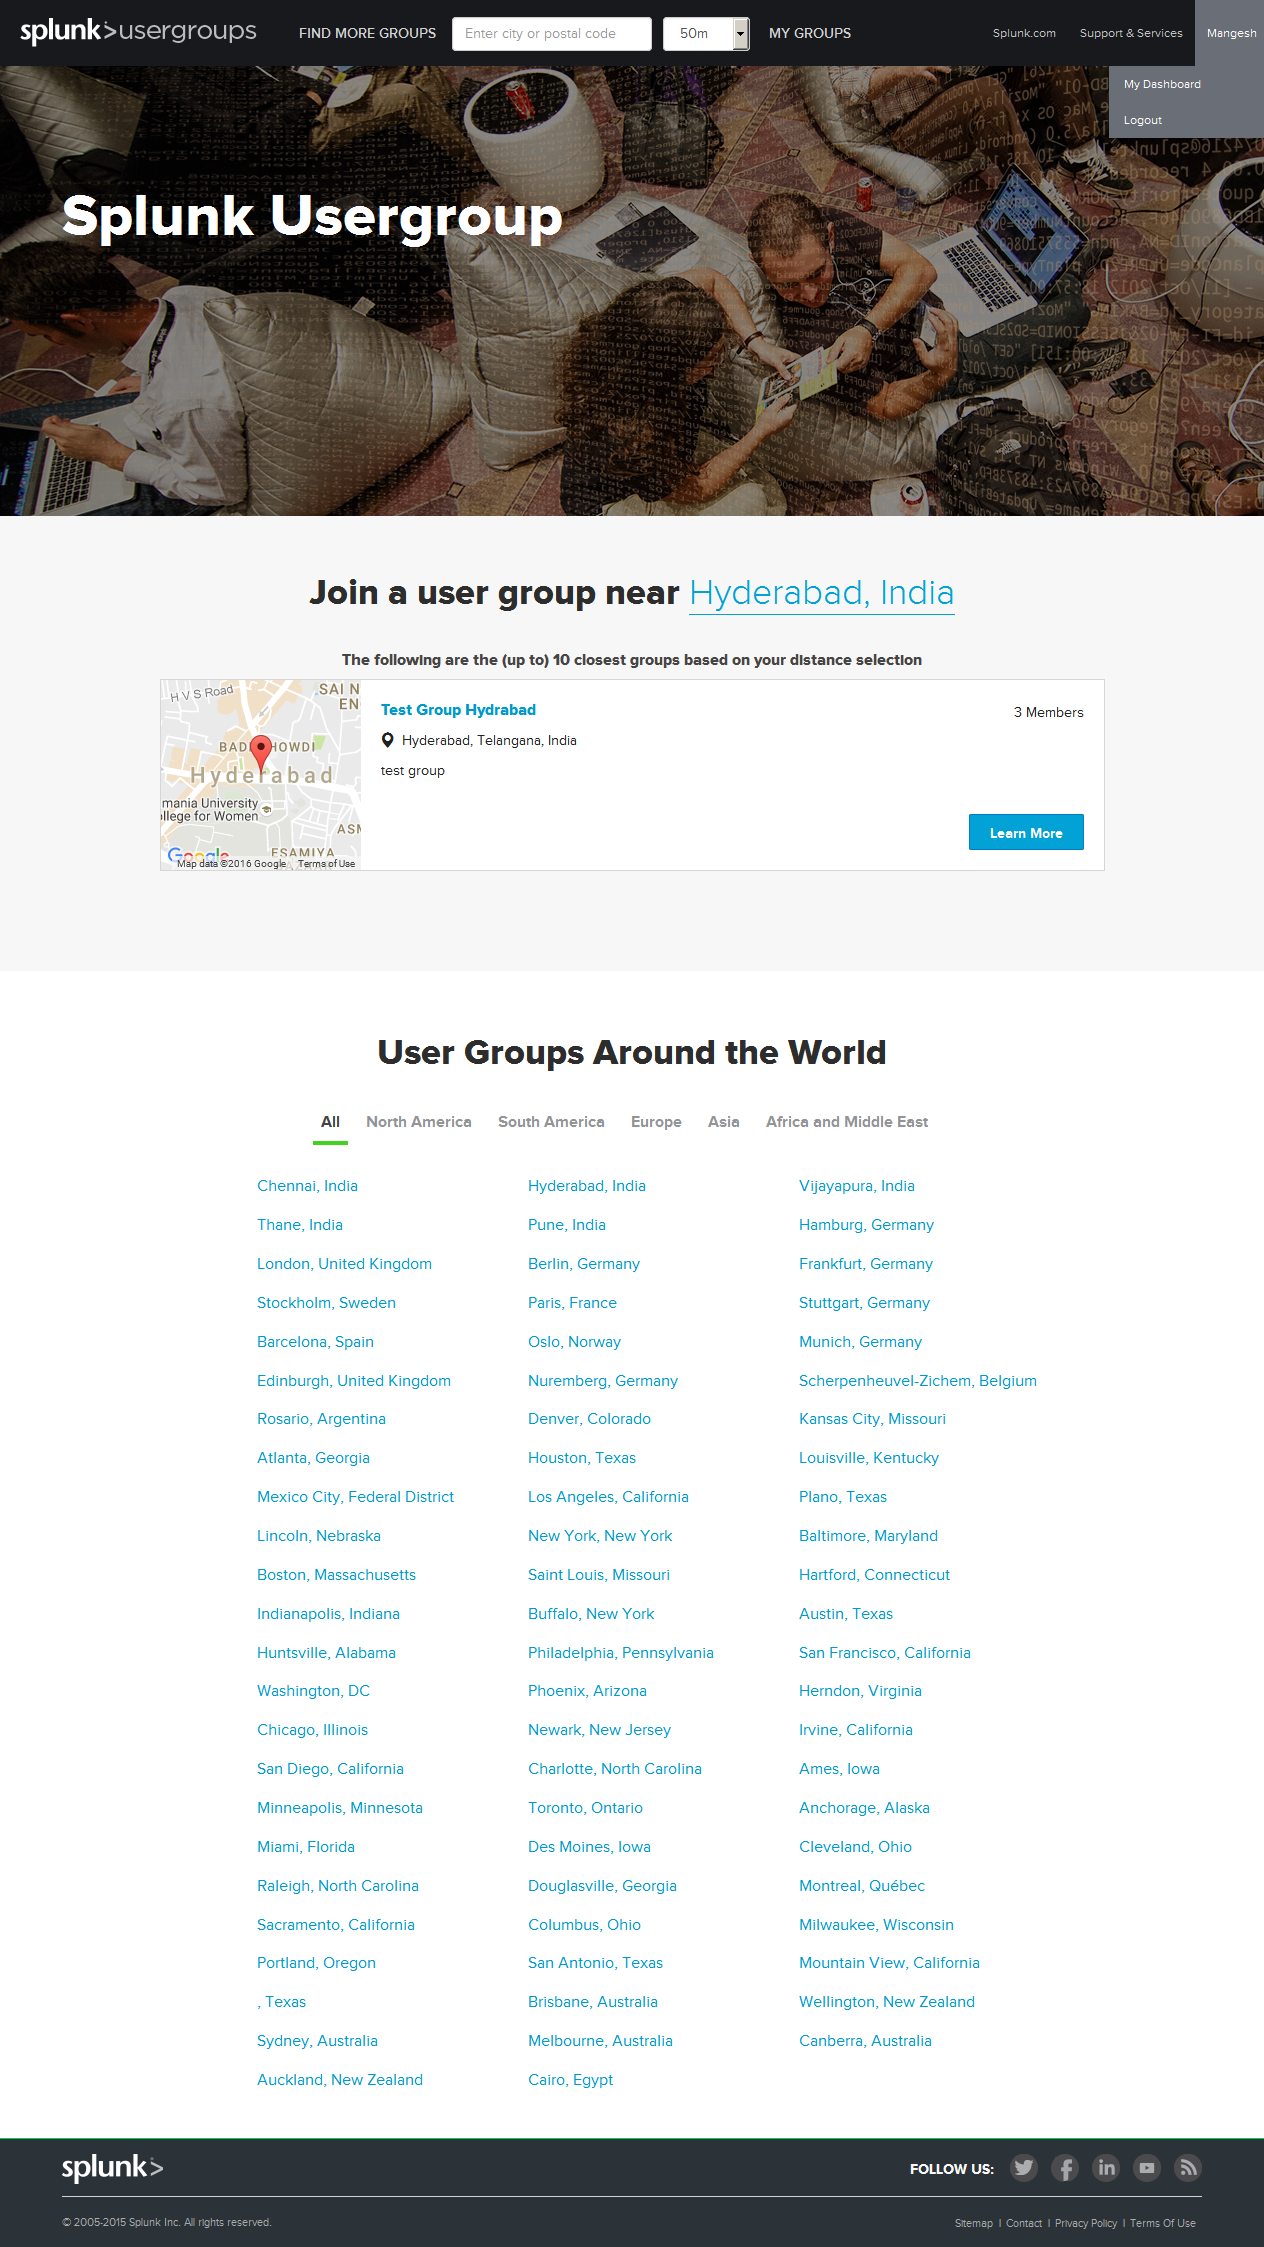 splunk>usergroups FIND MORE GROUPS Enter city or postal code 50m MY GROUPS Splunk.com Support & Services Mangesh
My Dashboard
Logout
Splunk Usergroup
Join a user group near Hyderabad, India
The following are the (up to) 10 closest groups based on your distance selection
H V S Road
SAI N
EN
BAD HOWDI
Hyderabad
mania University
llege for Women
ASM
ESAMIYA
Google
Map data ©2016 Google Terms of Use
Test Group Hydrabad
3 Members
Hyderabad, Telangana, India
test group
Learn More
User Groups Around the World
All North America South America Europe Asia Africa and Middle East
Chennai, India Hyderabad, India Vijayapura, India
Thane, India Pune, India Hamburg, Germany
London, United Kingdom Berlin, Germany Frankfurt, Germany
Stockholm, Sweden Paris, France Stuttgart, Germany
Barcelona, Spain Oslo, Norway Munich, Germany
Edinburgh, United Kingdom Nuremberg, Germany Scherpenheuvel-Zichem, Belgium
Rosario, Argentina Denver, Colorado Kansas City, Missouri
Atlanta, Georgia Houston, Texas Louisville, Kentucky
Mexico City, Federal District Los Angeles, California Plano, Texas
Lincoln, Nebraska New York, New York Baltimore, Maryland
Boston, Massachusetts Saint Louis, Missouri Hartford, Connecticut
Indianapolis, Indiana Buffalo, New York Austin, Texas
Huntsville, Alabama Philadelphia, Pennsylvania San Francisco, California
Washington, DC Phoenix, Arizona Herndon, Virginia
Chicago, Illinois Newark, New Jersey Irvine, California
San Diego, California Charlotte, North Carolina Ames, Iowa
Minneapolis, Minnesota Toronto, Ontario Anchorage, Alaska
Miami, Florida Des Moines, Iowa Cleveland, Ohio
Raleigh, North Carolina Douglasville, Georgia Montreal, Québec
Sacramento, California Columbus, Ohio Milwaukee, Wisconsin
Portland, Oregon San Antonio, Texas Mountain View, California
, Texas Brisbane, Australia Wellington, New Zealand
Sydney, Australia Melbourne, Australia Canberra, Australia
Auckland, New Zealand Cairo, Egypt
splunk> FOLLOW US:
© 2005-2015 Splunk Inc. All rights reserved. Sitemap | Contact | Privacy Policy | Terms Of Use